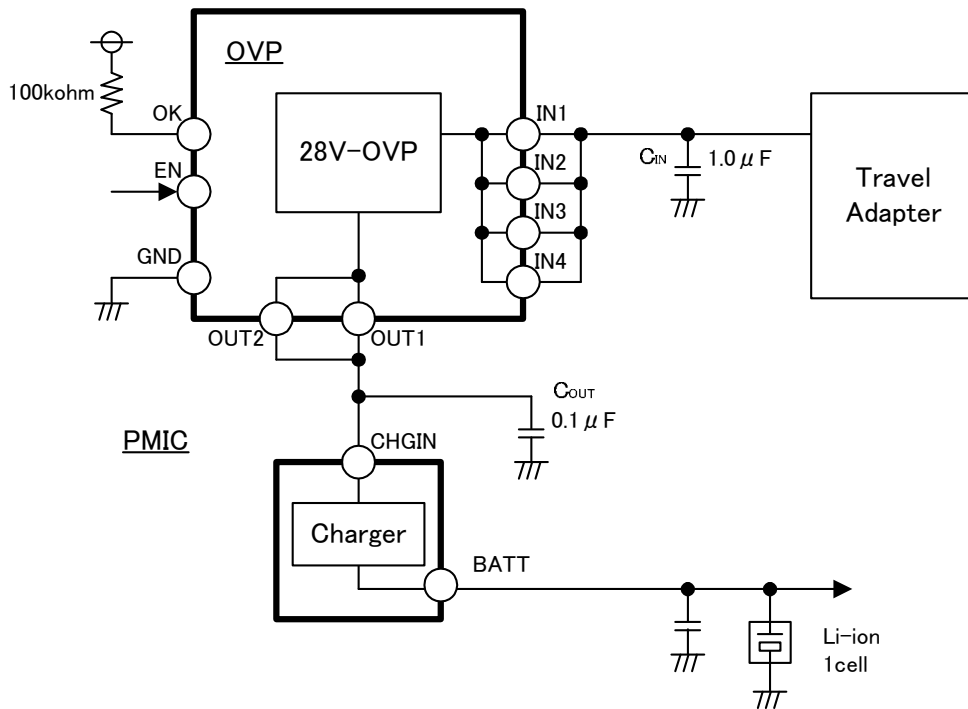 OVP
100kohm
OK
28V-OVP
IN1
EN
IN2
IN3
GND
IN4
OUT2
OUT1
CIN
1.0μF
Travel
Adapter
COUT
0.1μF
PMIC
CHGIN
Charger
BATT
Li-ion
1cell